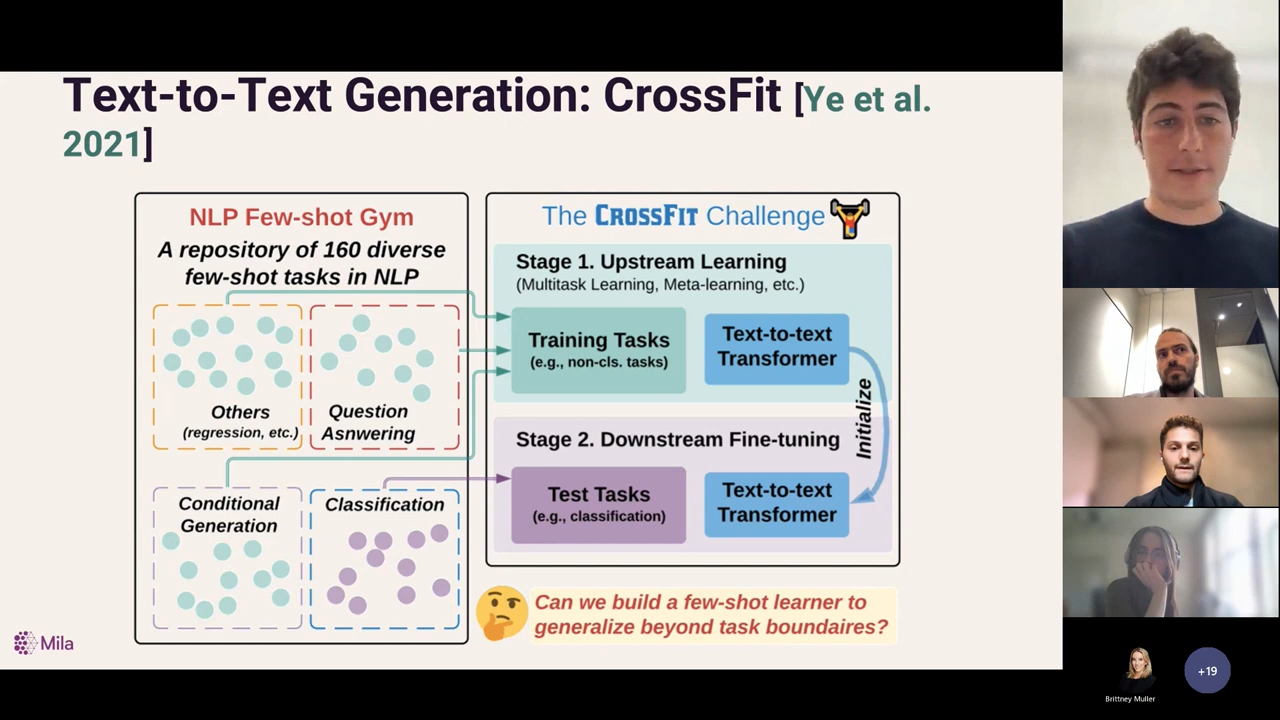 Text-to-Text Generation: CrossFit [Ye et al.
2021]
NLP Few-shot Gym
A repository of 160 diverse
few-shot tasks in NLP
Others
(regression, etc.)
Question
Asnwering
Conditional
Generation
Classification
The CROSSFIT Challenge
Stage 1. Upstream Learning
(Multitask Learning, Meta-learning, etc.)
Training Tasks
(e.g., non-cls. tasks)
Text-to-text
Transformer
Initialize
Stage 2. Downstream Fine-tuning
Test Tasks
(e.g., classification)
Text-to-text
Transformer
Can we build a few-shot learner to
generalize beyond task boundaires?
Mila
Brittney Muller
+19